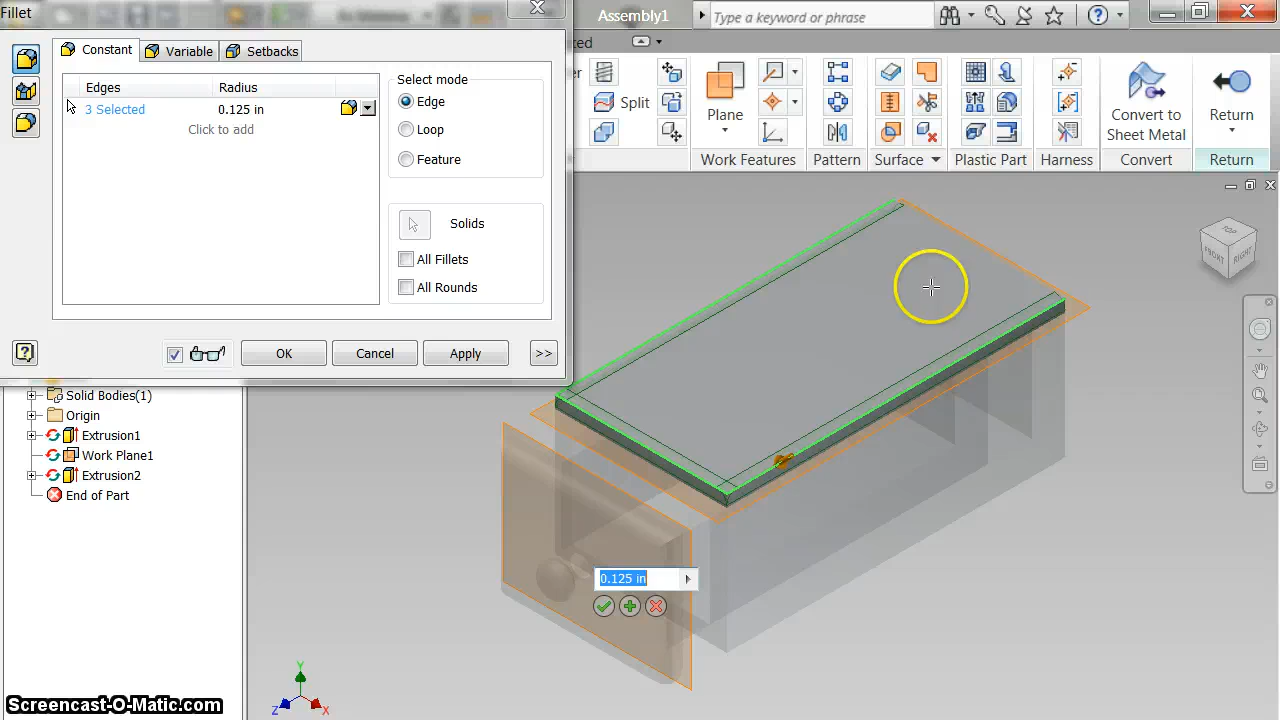 Fillet
Assembly1
Type a keyword or phrase
Constant
Variable
Setbacks
Edges
Radius
3 Selected
0.125 in
Click to add
Select mode
Edge
Loop
Feature
Solids
All Fillets
All Rounds
OK
Cancel
Apply
>>
Split
Plane
Work Features
Pattern
Surface
Plastic Part
Harness
Convert to
Sheet Metal
Convert
Return
Return
TOP
FRONT
RIGHT
Solid Bodies(1)
Origin
Extrusion1
Work Plane1
Extrusion2
End of Part
0.125 in
Y
Z
X
Screencast-O-Matic.com